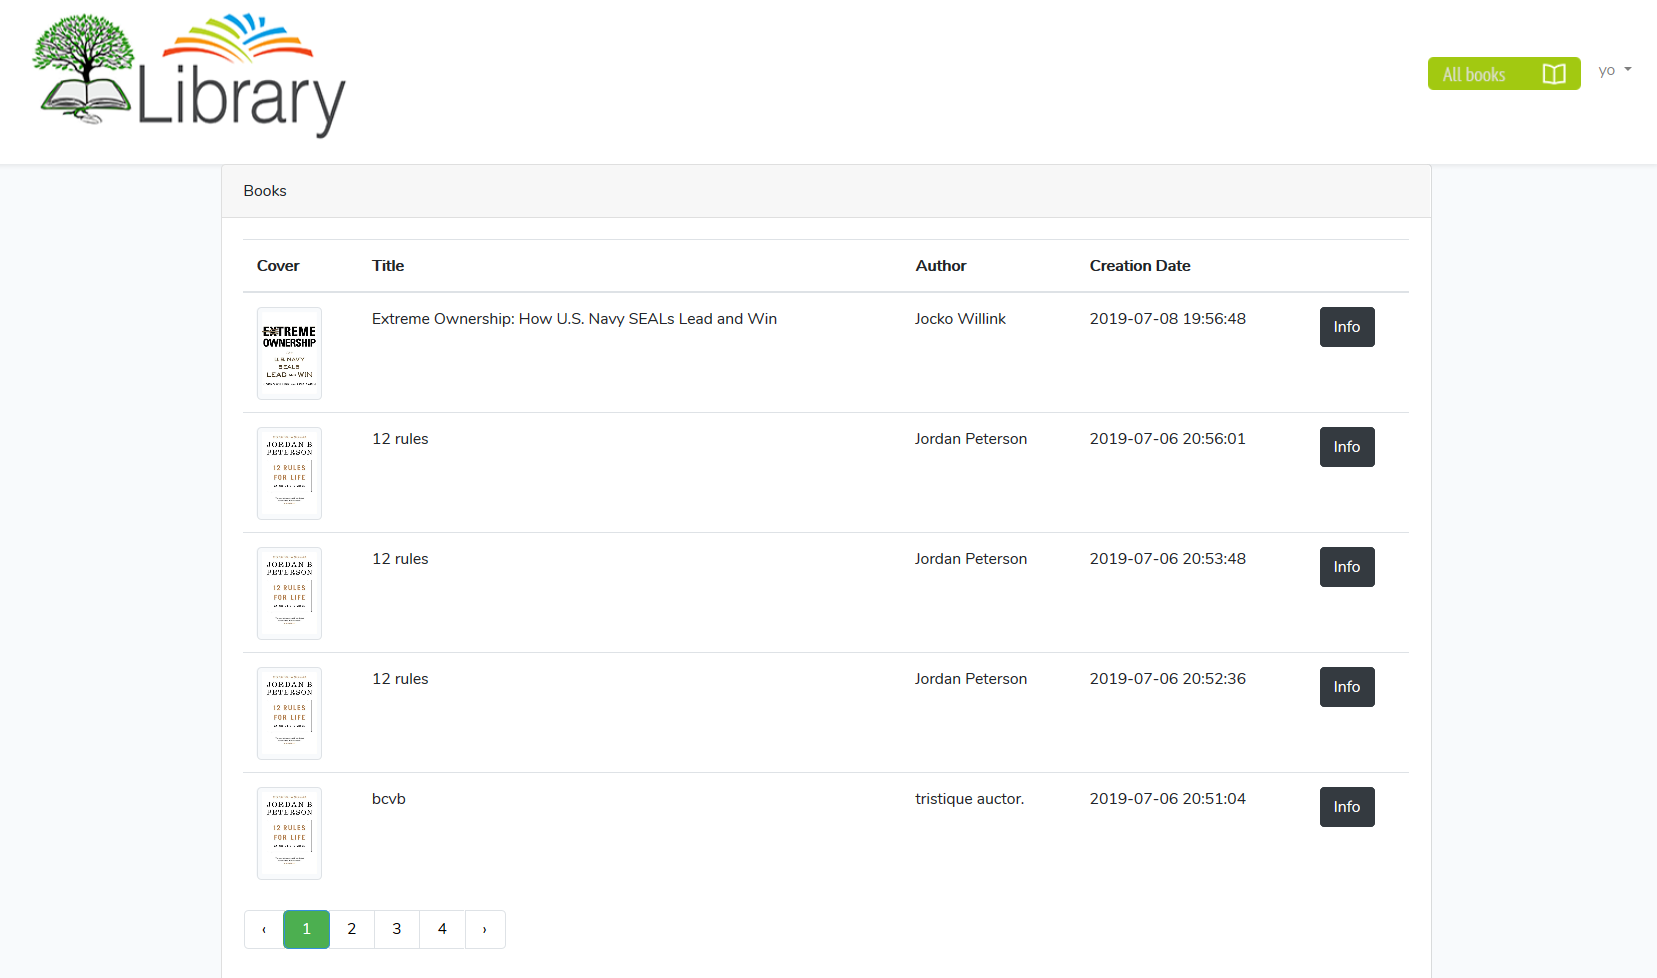 Library
All books
yo
Books
Cover Title Author Creation Date
EXTREME
OWNERSHIP
U.S. NAVY
SEALS
LEAD AND WIN
Extreme Ownership: How U.S. Navy SEALs Lead and Win Jocko Willink 2019-07-08 19:56:48 Info
JORDAN B
PETERSON
12 RULES
FOR LIFE
12 rules Jordan Peterson 2019-07-06 20:56:01 Info
JORDAN B
PETERSON
12 RULES
FOR LIFE
12 rules Jordan Peterson 2019-07-06 20:53:48 Info
JORDAN B
PETERSON
12 RULES
FOR LIFE
12 rules Jordan Peterson 2019-07-06 20:52:36 Info
JORDAN B
PETERSON
12 RULES
FOR LIFE
bcvb tristique auctor. 2019-07-06 20:51:04 Info
‹ 1 2 3 4 ›